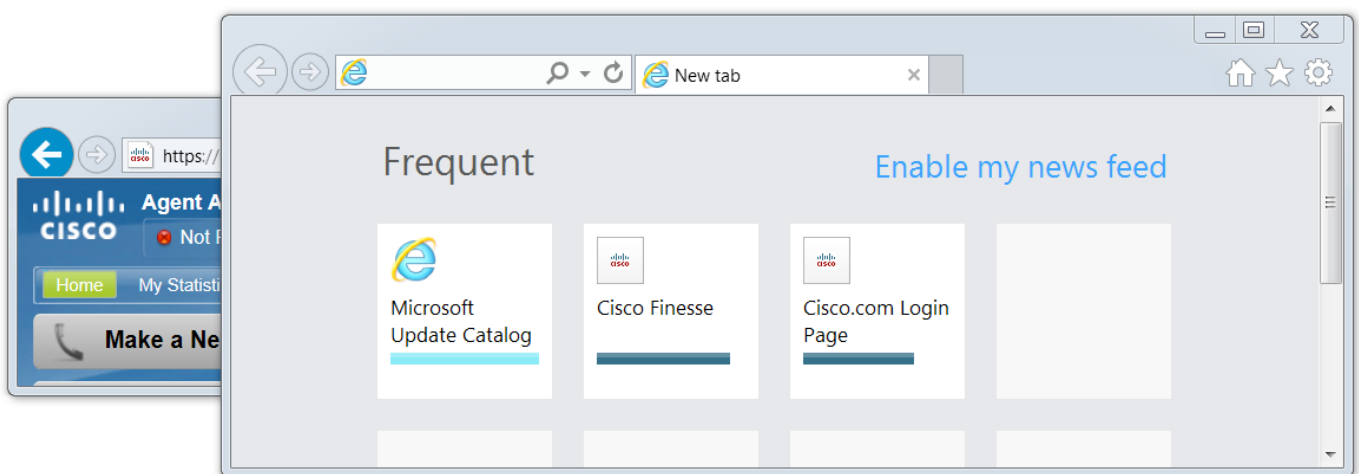 New tab
https://
Frequent
Enable my news feed
CISCO
Agent A
Not
Home
My Statisti
Make a Ne
Microsoft
Update Catalog
Cisco Finesse
Cisco.com Login
Page